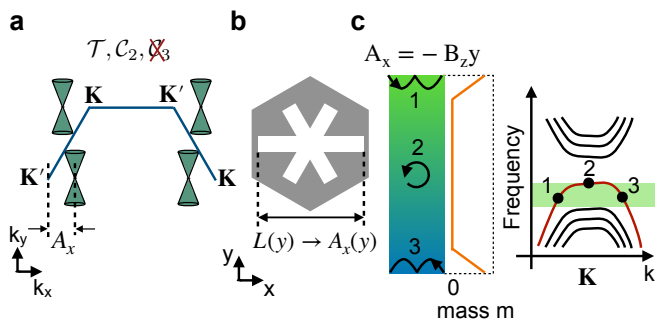 a
𝒯, 𝒞₂, 𝒞₃
K
K′
K′
K
A_x
k_y
k_x
b
L(y) → A_x(y)
y
x
c
A_x = − B_z y
1
2
3
0
mass m
Frequency
1
2
3
K
k